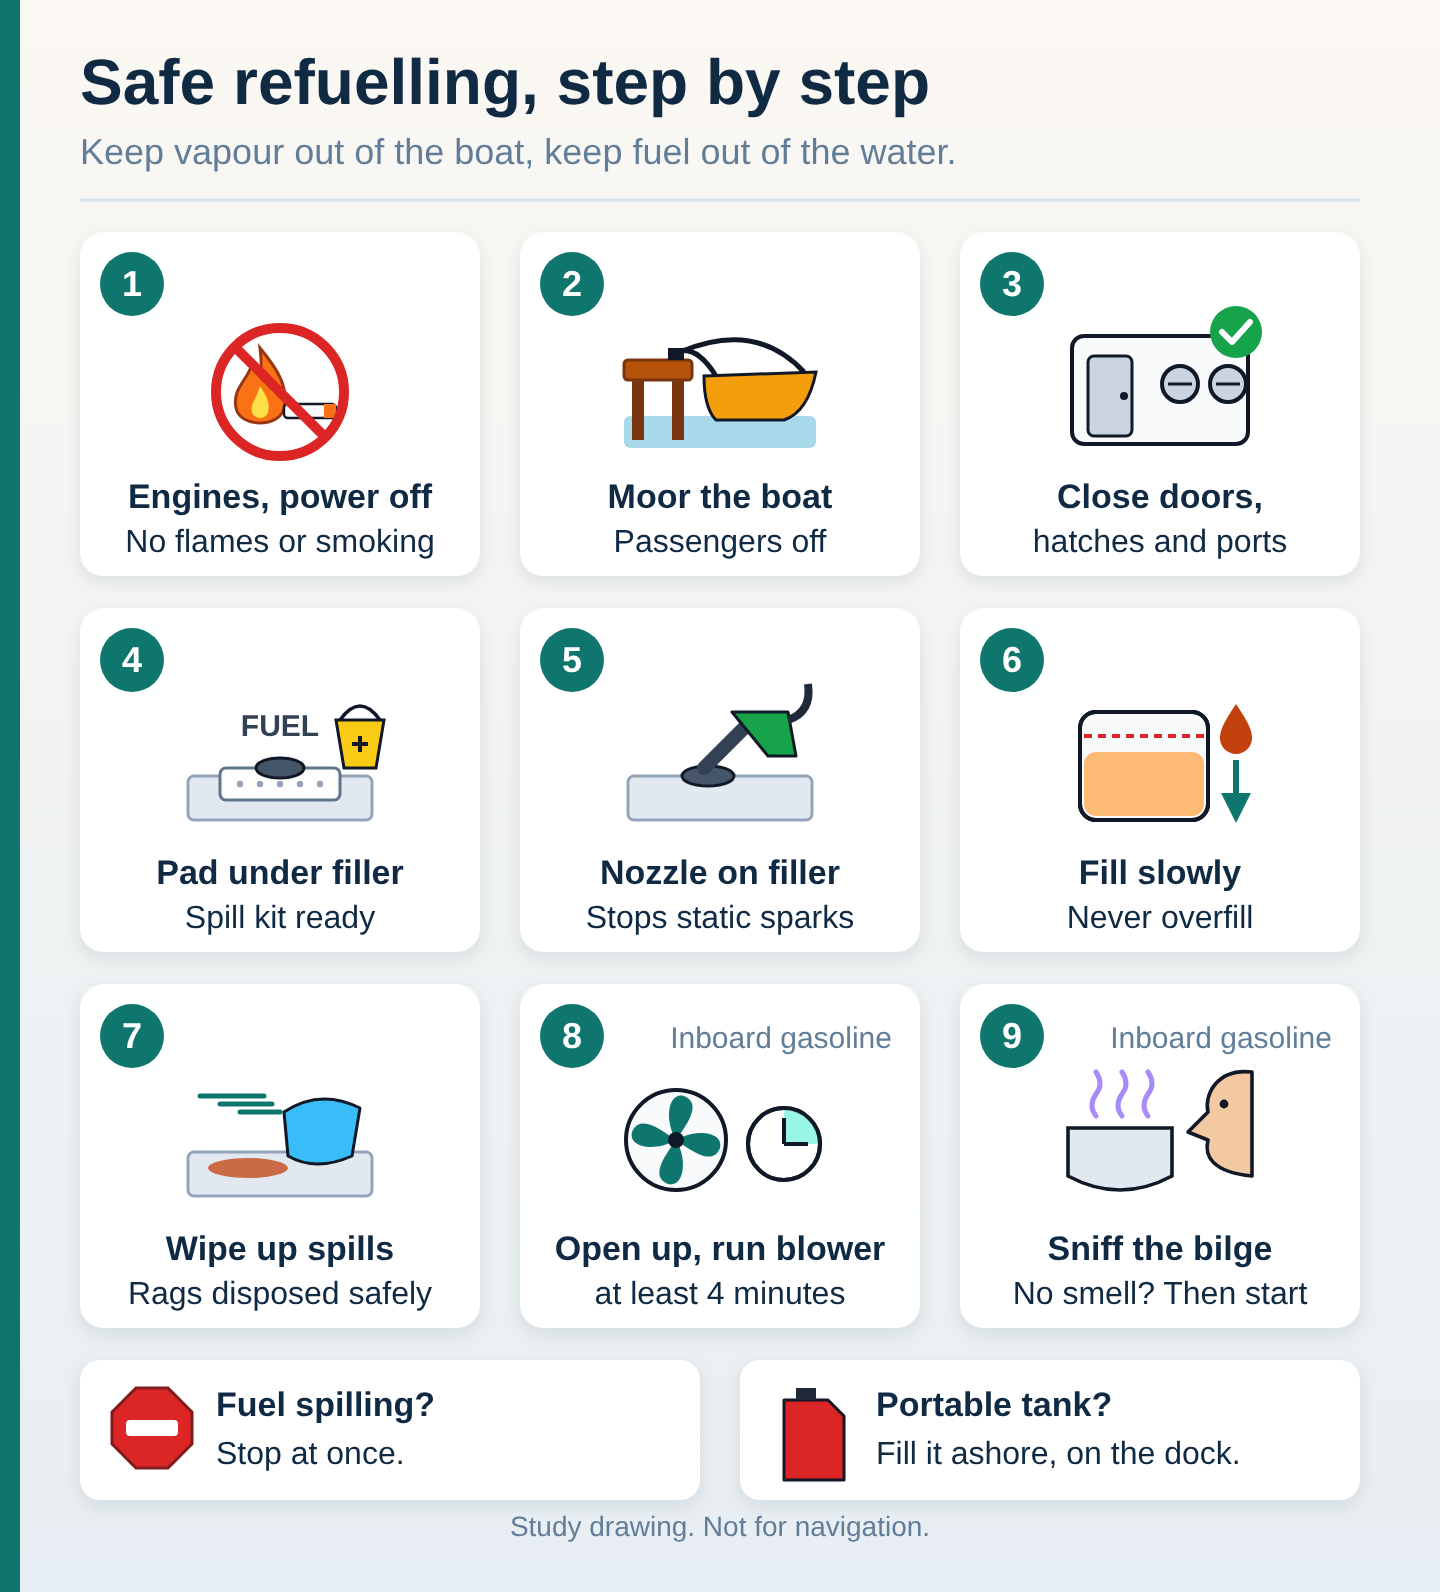 Safe refuelling, step by step
Keep vapour out of the boat, keep fuel out of the water.
1
Engines, power off
No flames or smoking
2
Moor the boat
Passengers off
3
Close doors,
hatches and ports
4
FUEL
Pad under filler
Spill kit ready
5
Nozzle on filler
Stops static sparks
6
Fill slowly
Never overfill
7
Wipe up spills
Rags disposed safely
8
Inboard gasoline
Open up, run blower
at least 4 minutes
9
Inboard gasoline
Sniff the bilge
No smell? Then start
Fuel spilling?
Stop at once.
Portable tank?
Fill it ashore, on the dock.
Study drawing. Not for navigation.